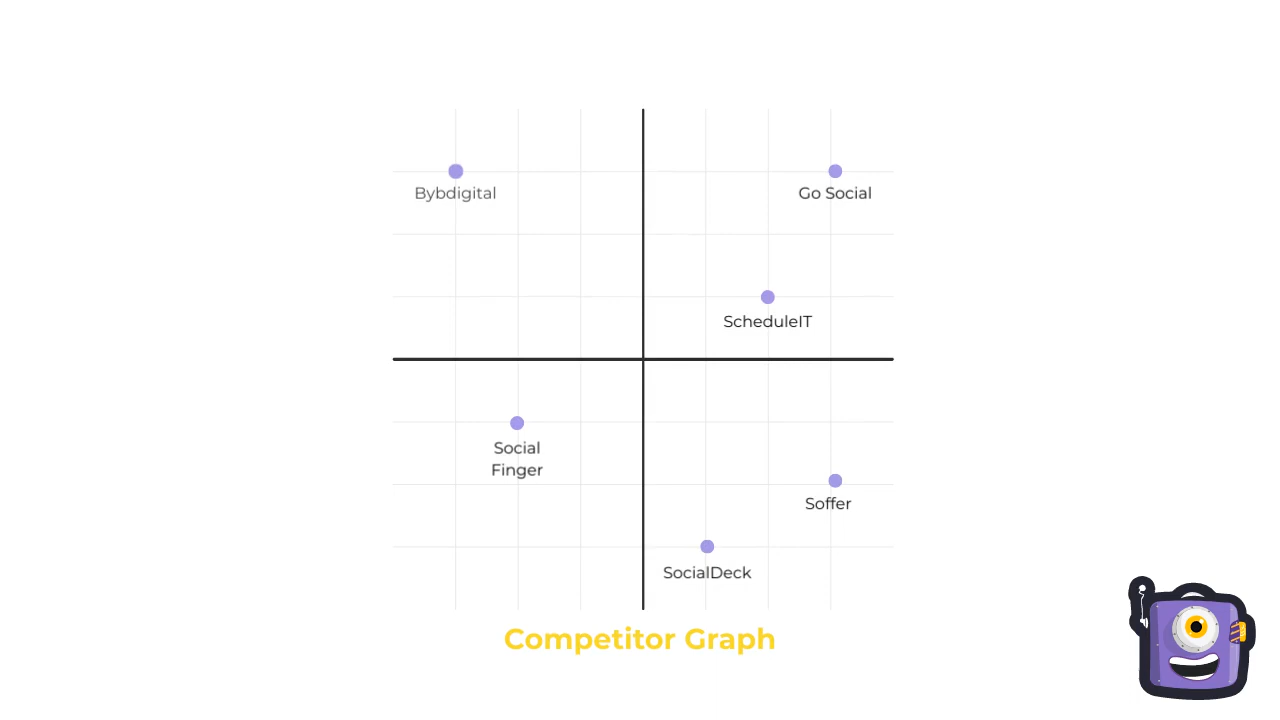 Bybdigital
Go Social
ScheduleIT
Social
Finger
Soffer
SocialDeck
Competitor Graph